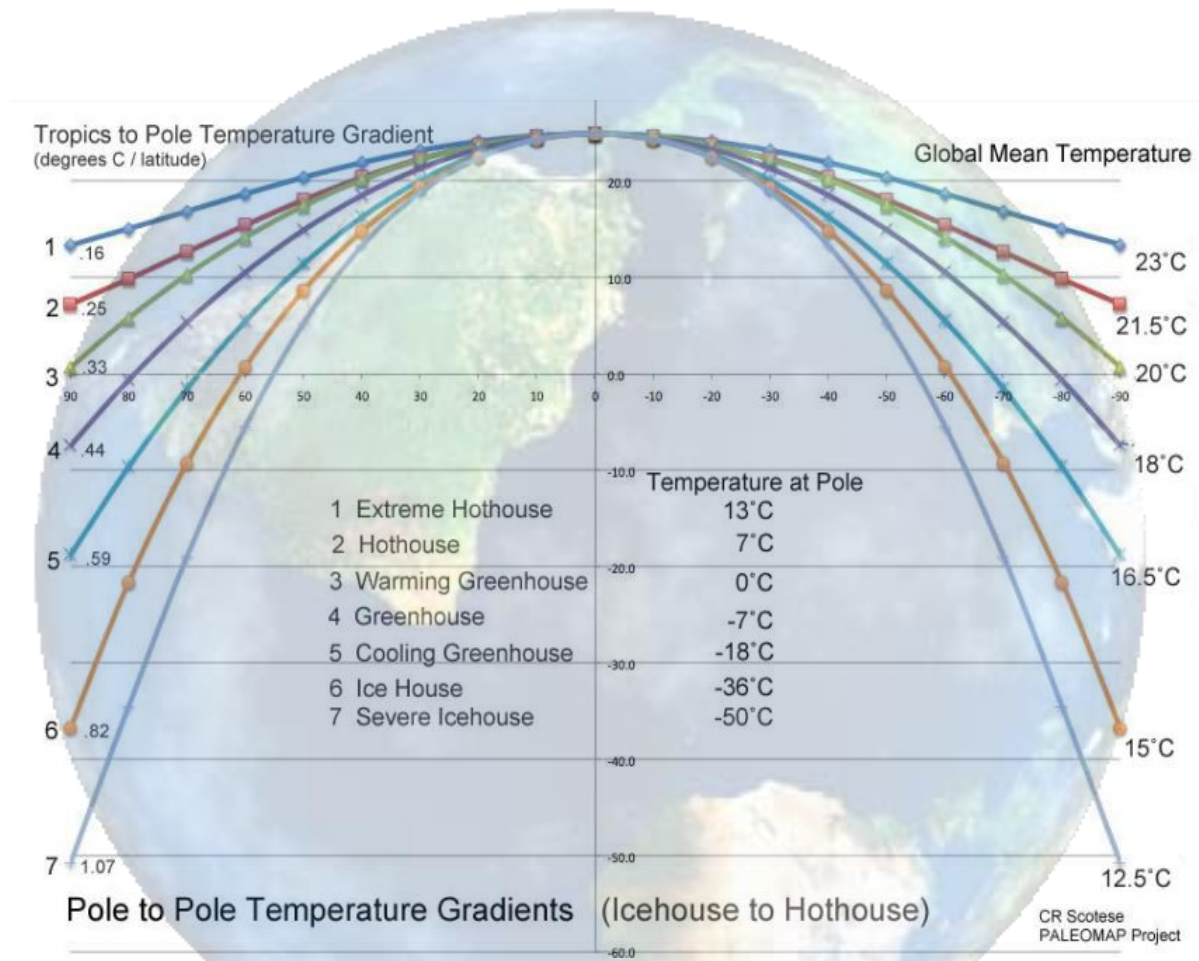 Tropics to Pole Temperature Gradient
(degrees C / latitude)
Global Mean Temperature
20.0
1 .16 23°C
10.0
2 .25 21.5°C
3 .33 20°C
0.0
90 80 70 60 50 40 30 20 10 0 -10 -20 -30 -40 -50 -60 -70 -80 -90
4 .44 18°C
-10.0
Temperature at Pole
1 Extreme Hothouse 13°C
2 Hothouse 7°C
5 .59 16.5°C
-20.0
3 Warming Greenhouse 0°C
4 Greenhouse -7°C
5 Cooling Greenhouse -18°C
-30.0
6 Ice House -36°C
7 Severe Icehouse -50°C
6 .82 15°C
-40.0
-50.0
7 1.07 12.5°C
Pole to Pole Temperature Gradients (Icehouse to Hothouse)
CR Scotese
PALEOMAP Project
-60.0